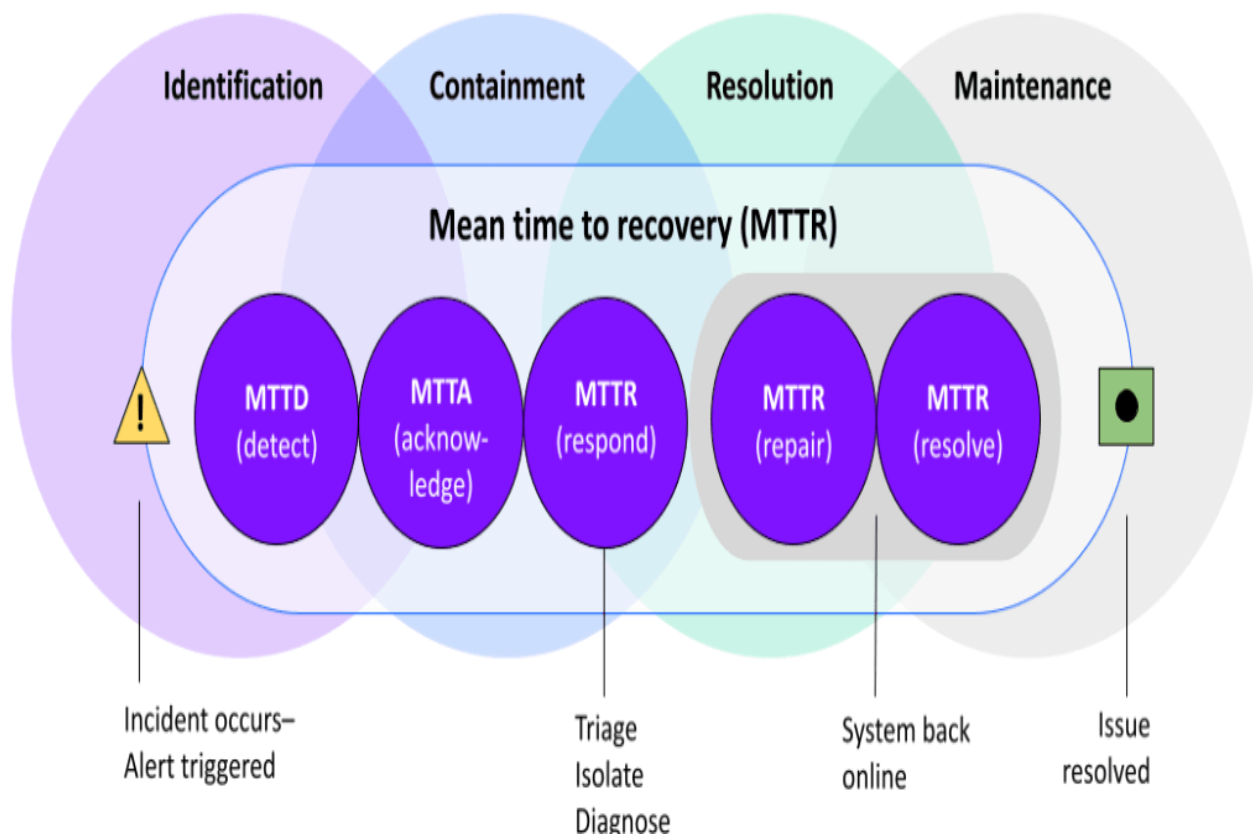 Identification
Containment
Resolution
Maintenance
Mean time to recovery (MTTR)
!
MTTD
(detect)
MTTA
(acknow-
ledge)
MTTR
(respond)
MTTR
(repair)
MTTR
(resolve)
Incident occurs–
Alert triggered
Triage
Isolate
Diagnose
System back
online
Issue
resolved